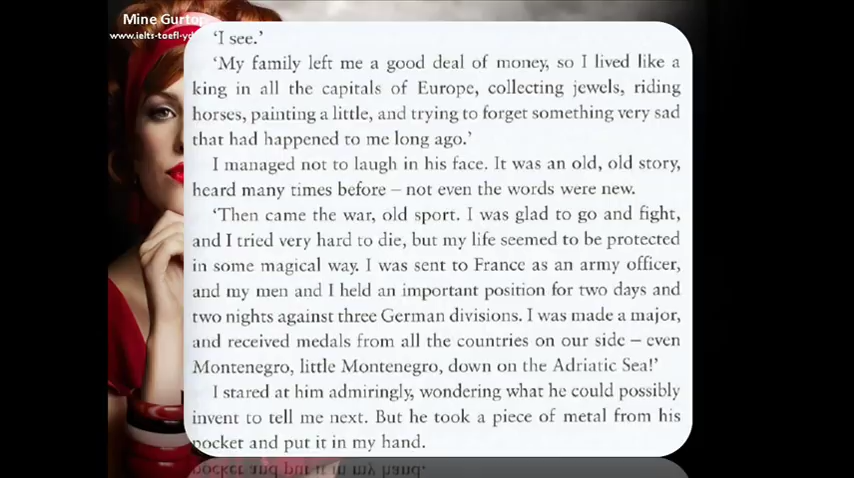 Mine Gurtop
www.ielts-toefl-yd
'I see.'
'My family left me a good deal of money, so I lived like a
king in all the capitals of Europe, collecting jewels, riding
horses, painting a little, and trying to forget something very sad
that had happened to me long ago.'
I managed not to laugh in his face. It was an old, old story,
heard many times before – not even the words were new.
'Then came the war, old sport. I was glad to go and fight,
and I tried very hard to die, but my life seemed to be protected
in some magical way. I was sent to France as an army officer,
and my men and I held an important position for two days and
two nights against three German divisions. I was made a major,
and received medals from all the countries on our side – even
Montenegro, little Montenegro, down on the Adriatic Sea!'
I stared at him admiringly, wondering what he could possibly
invent to tell me next. But he took a piece of metal from his
pocket and put it in my hand.